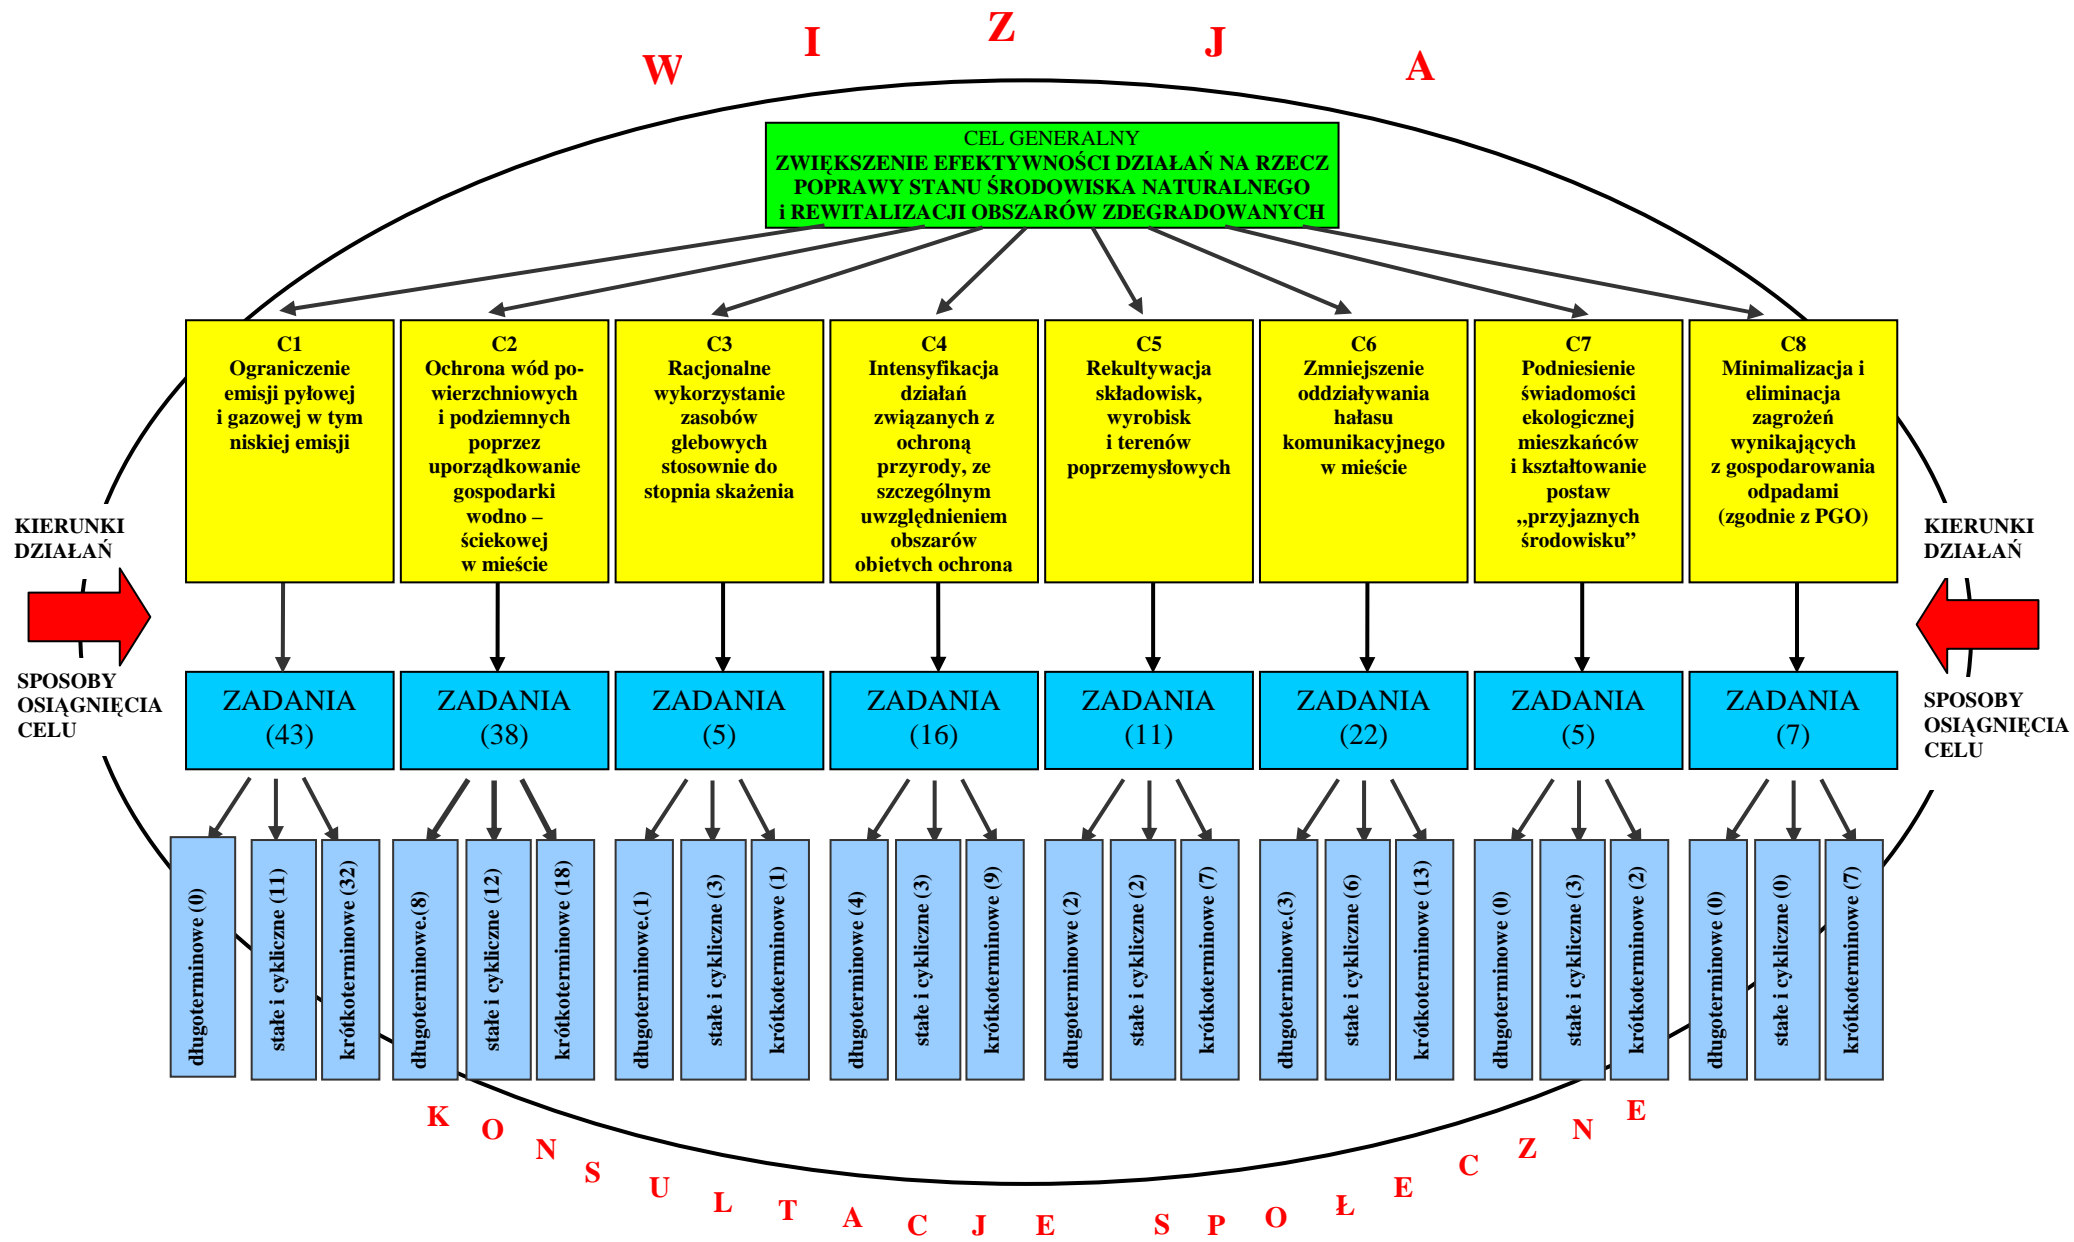 W I Z J A
CEL GENERALNY
ZWIĘKSZENIE EFEKTYWNOŚCI DZIAŁAŃ NA RZECZ
POPRAWY STANU ŚRODOWISKA NATURALNEGO
i REWITALIZACJI OBSZARÓW ZDEGRADOWANYCH
C1
Ograniczenie
emisji pyłowej
i gazowej w tym
niskiej emisji
C2
Ochrona wód po-
wierzchniowych
i podziemnych
poprzez
uporządkowanie
gospodarki
wodno –
ściekowej
w mieście
C3
Racjonalne
wykorzystanie
zasobów
glebowych
stosownie do
stopnia skażenia
C4
Intensyfikacja
działań
związanych z
ochroną
przyrody, ze
szczególnym
uwzględnieniem
obszarów
objętych ochroną
C5
Rekultywacja
składowisk,
wyrobisk
i terenów
poprzemysłowych
C6
Zmniejszenie
oddziaływania
hałasu
komunikacyjnego
w mieście
C7
Podniesienie
świadomości
ekologicznej
mieszkańców
i kształtowanie
postaw
„przyjaznych
środowisku”
C8
Minimalizacja i
eliminacja
zagrożeń
wynikających
z gospodarowania
odpadami
(zgodnie z PGO)
KIERUNKI
DZIAŁAŃ
KIERUNKI
DZIAŁAŃ
SPOSOBY
OSIĄGNIĘCIA
CELU
ZADANIA
(43)
ZADANIA
(38)
ZADANIA
(5)
ZADANIA
(16)
ZADANIA
(11)
ZADANIA
(22)
ZADANIA
(5)
ZADANIA
(7)
SPOSOBY
OSIĄGNIĘCIA
CELU
długoterminowe (0)
stałe i cykliczne (11)
krótkoterminowe (32)
długoterminowe.(8)
stałe i cykliczne (12)
krótkoterminowe (18)
długoterminowe.(1)
stałe i cykliczne (3)
krótkoterminowe (1)
długoterminowe (4)
stałe i cykliczne (3)
krótkoterminowe (9)
długoterminowe (2)
stałe i cykliczne (2)
krótkoterminowe (7)
długoterminowe.(3)
stałe i cykliczne (6)
krótkoterminowe (13)
długoterminowe (0)
stałe i cykliczne (3)
krótkoterminowe (2)
długoterminowe (0)
stałe i cykliczne (0)
krótkoterminowe (7)
K O N S U L T A C J E S P O Ł E C Z N E